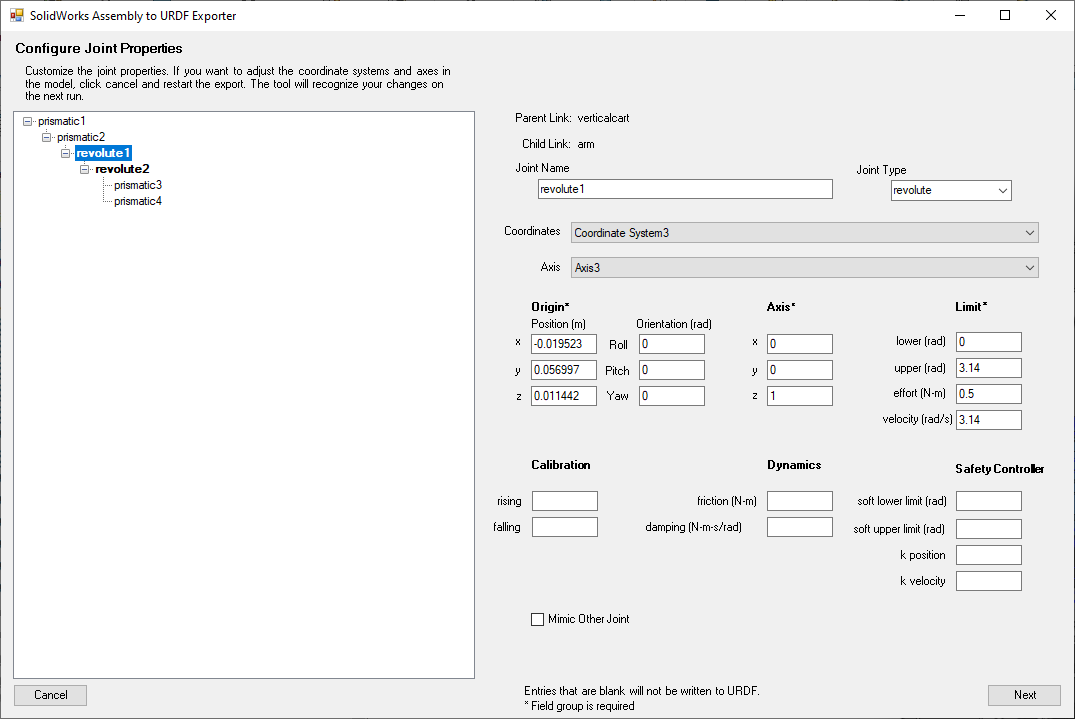 SolidWorks Assembly to URDF Exporter
Configure Joint Properties
Customize the joint properties. If you want to adjust the coordinate systems and axes in
the model, click cancel and restart the export. The tool will recognize your changes on
the next run.
prismatic1
prismatic2
revolute1
revolute2
prismatic3
prismatic4
Parent Link: verticalcart
Child Link: arm
Joint Name
revolute1
Joint Type
revolute
Coordinates
Coordinate System3
Axis
Axis3
Origin*
Position (m)
Orientation (rad)
x -0.019523 Roll 0
y 0.056997 Pitch 0
z 0.011442 Yaw 0
Axis*
x 0
y 0
z 1
Limit*
lower (rad) 0
upper (rad) 3.14
effort (N-m) 0.5
velocity (rad/s) 3.14
Calibration
rising
falling
Dynamics
friction (N-m)
damping (N-m-s/rad)
Safety Controller
soft lower limit (rad)
soft upper limit (rad)
k position
k velocity
Mimic Other Joint
Cancel
Entries that are blank will not be written to URDF.
* Field group is required
Next